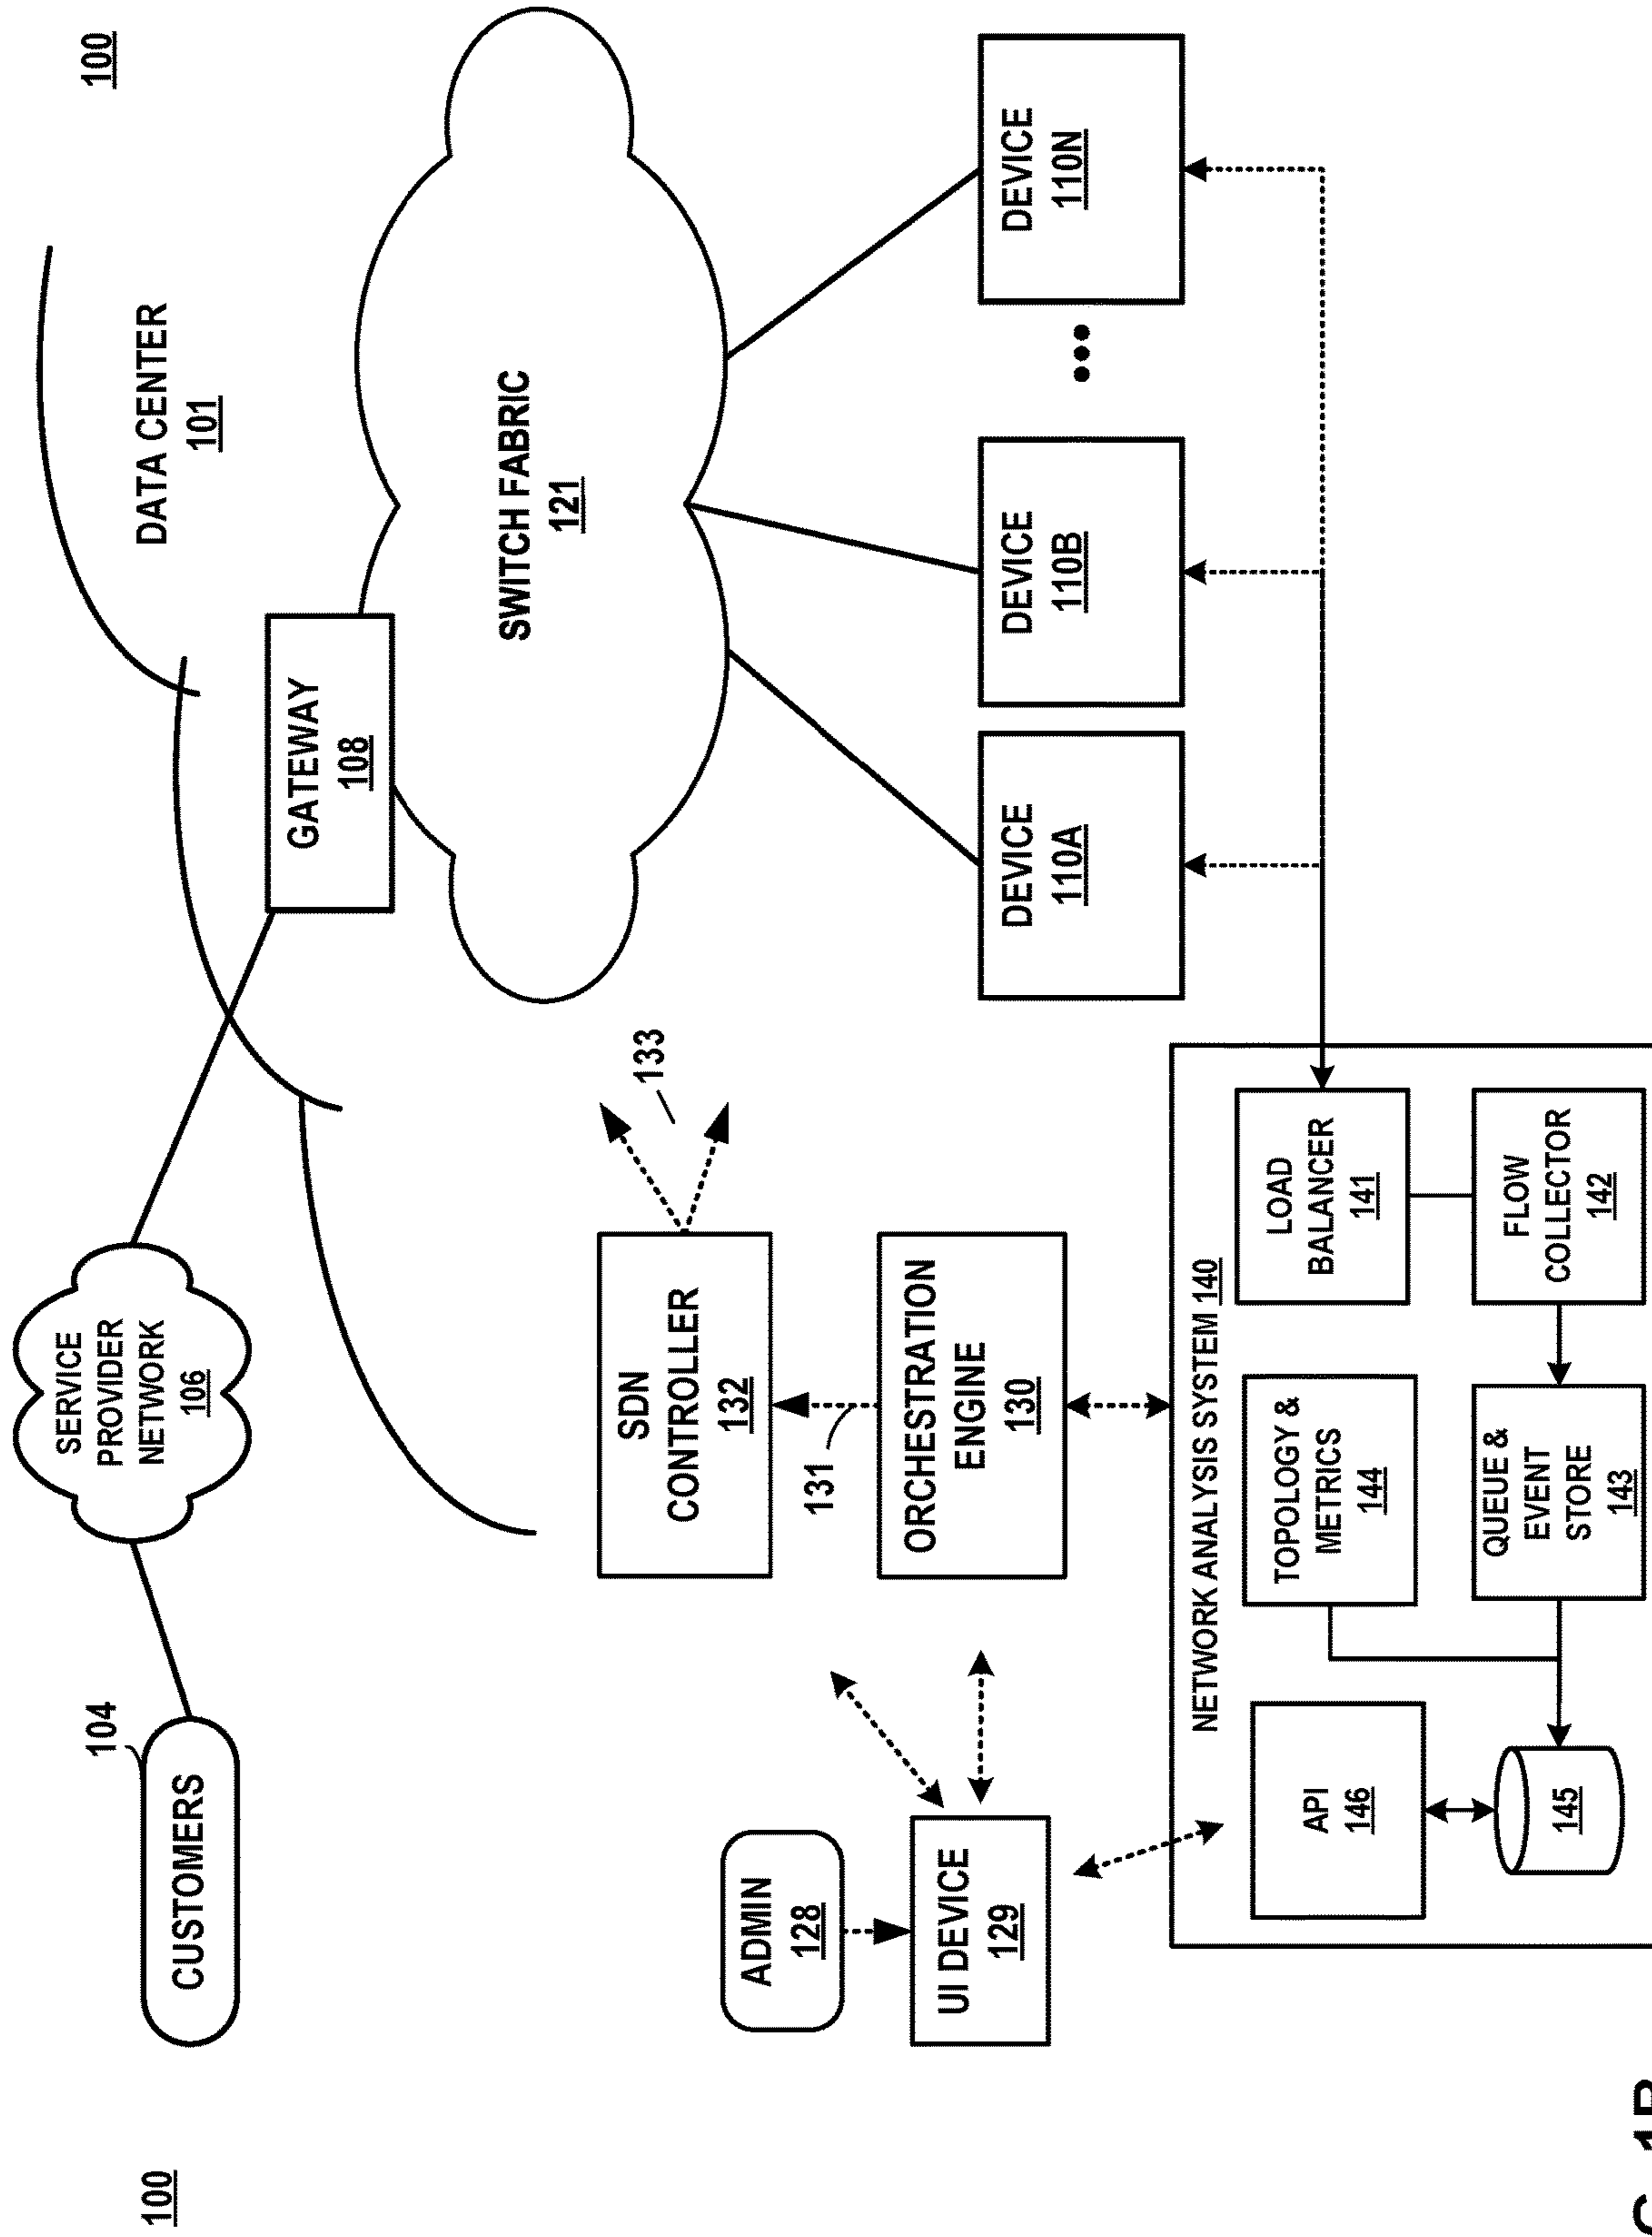 100
100
CUSTOMERS
104
SERVICE
PROVIDER
NETWORK
106
DATA CENTER
101
GATEWAY
108
SWITCH FABRIC
121
SDN
CONTROLLER
132
133
131
ORCHESTRATION
ENGINE
130
ADMIN
128
UI DEVICE
129
DEVICE
110A
DEVICE
110B
DEVICE
110N
NETWORK ANALYSIS SYSTEM 140
API
146
TOPOLOGY &
METRICS
144
LOAD
BALANCER
141
145
QUEUE &
EVENT
STORE
143
FLOW
COLLECTOR
142